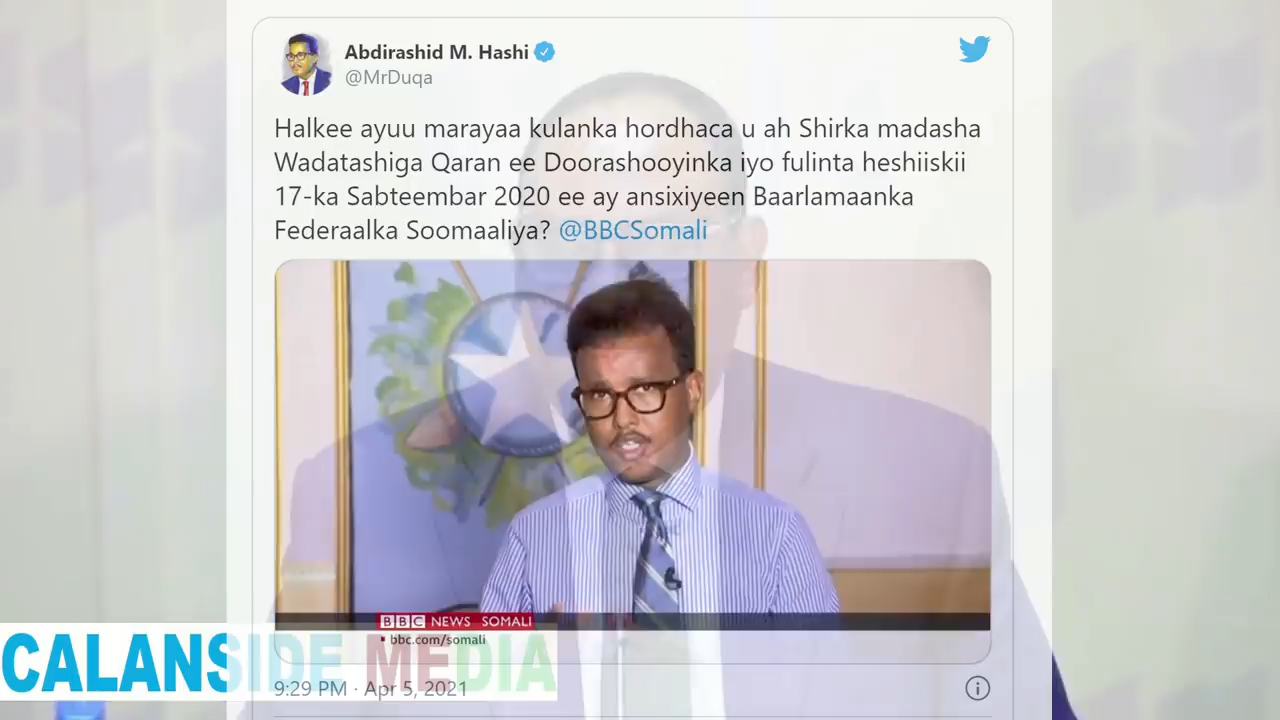 Abdirashid M. Hashi
@MrDuqa
Halkee ayuu marayaa kulanka hordhaca u ah Shirka madasha
Wadatashiga Qaran ee Doorashooyinka iyo fulinta heshiiskii
17-ka Sabteembar 2020 ee ay ansixiyeen Baarlamaanka
Federaalka Soomaaliya? @BBCSomali
BBC NEWS SOMALI
bbc.com/somali
CALANSIDE MEDIA
9:29 PM · Apr 5, 2021